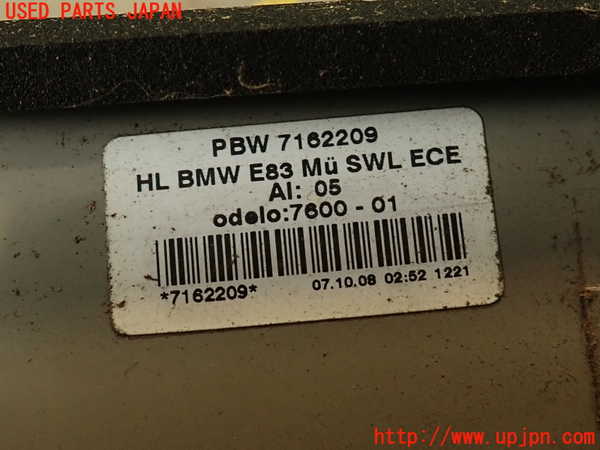 USED PARTS JAPAN
PBW 7162209
HL BMW E83 Mü SWL ECE
AI: 05
odelo:7600 - 01
*7162209* 07.10.08 02:52 1221
http://www.upjpn.com/